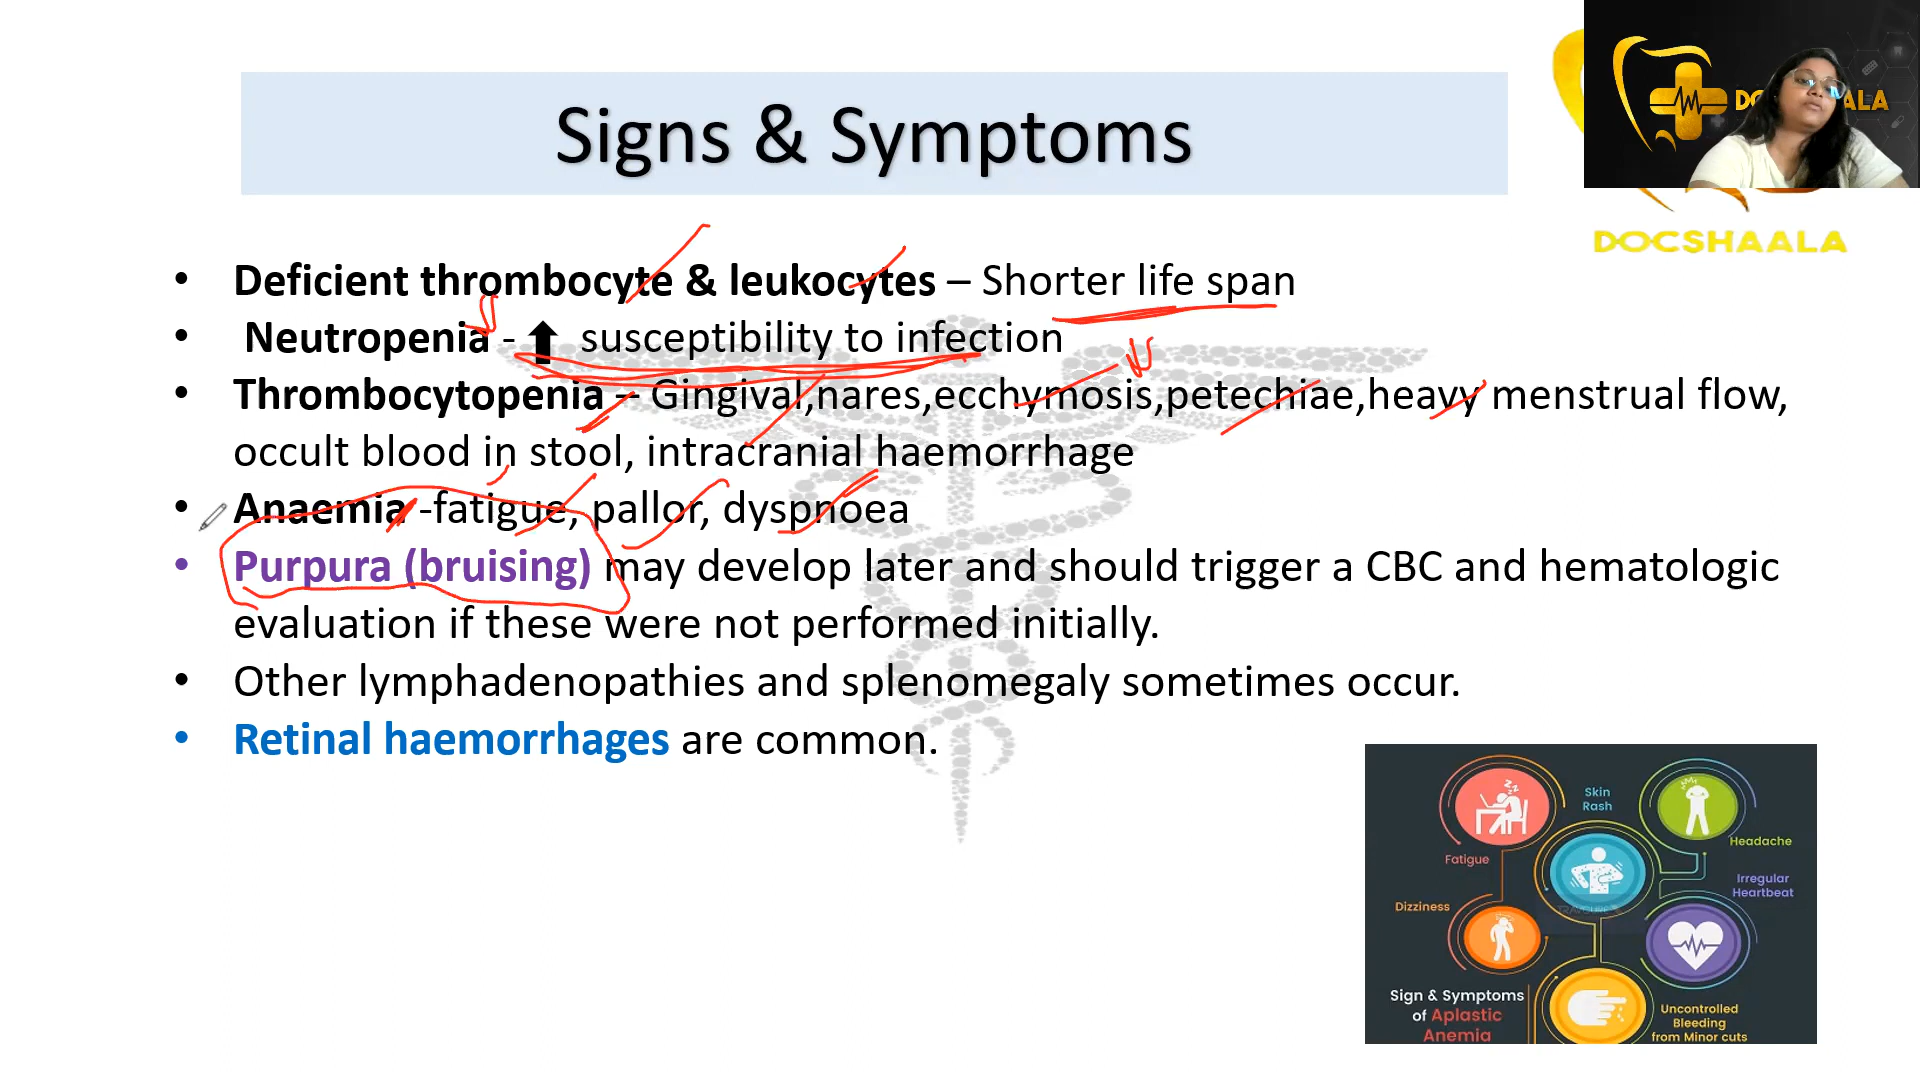 Signs & Symptoms
DOCSHAALA
• Deficient thrombocyte & leukocytes – Shorter life span
• Neutropenia - susceptibility to infection
• Thrombocytopenia – Gingival,nares,ecchymosis,petechiae,heavy menstrual flow,
occult blood in stool, intracranial haemorrhage
• Anaemia -fatigue, pallor, dyspnoea
• Purpura (bruising) may develop later and should trigger a CBC and hematologic
evaluation if these were not performed initially.
• Other lymphadenopathies and splenomegaly sometimes occur.
• Retinal haemorrhages are common.
Skin
Rash
Headache
Fatigue
Irregular
Heartbeat
Dizziness
Sign & Symptoms
of Aplastic
Anemia
Uncontrolled
Bleeding
from Minor cuts